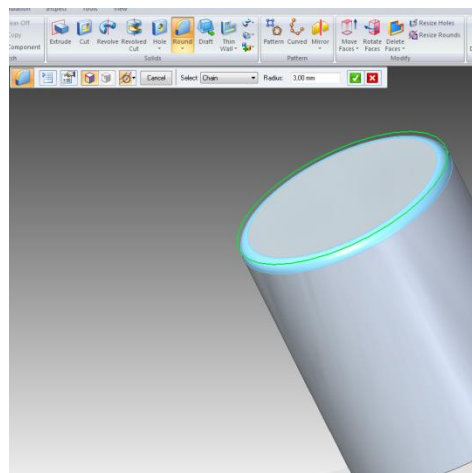 Inspect Tools View
Component
Extrude Cut Revolve Revolved Cut Hole Round Draft Thin Wall Pattern Curved Mirror Move Faces Rotate Faces Delete Faces Resize Holes
Resize Rounds
Solids Pattern Modify
Cancel Select: Chain Radius: 3.00 mm